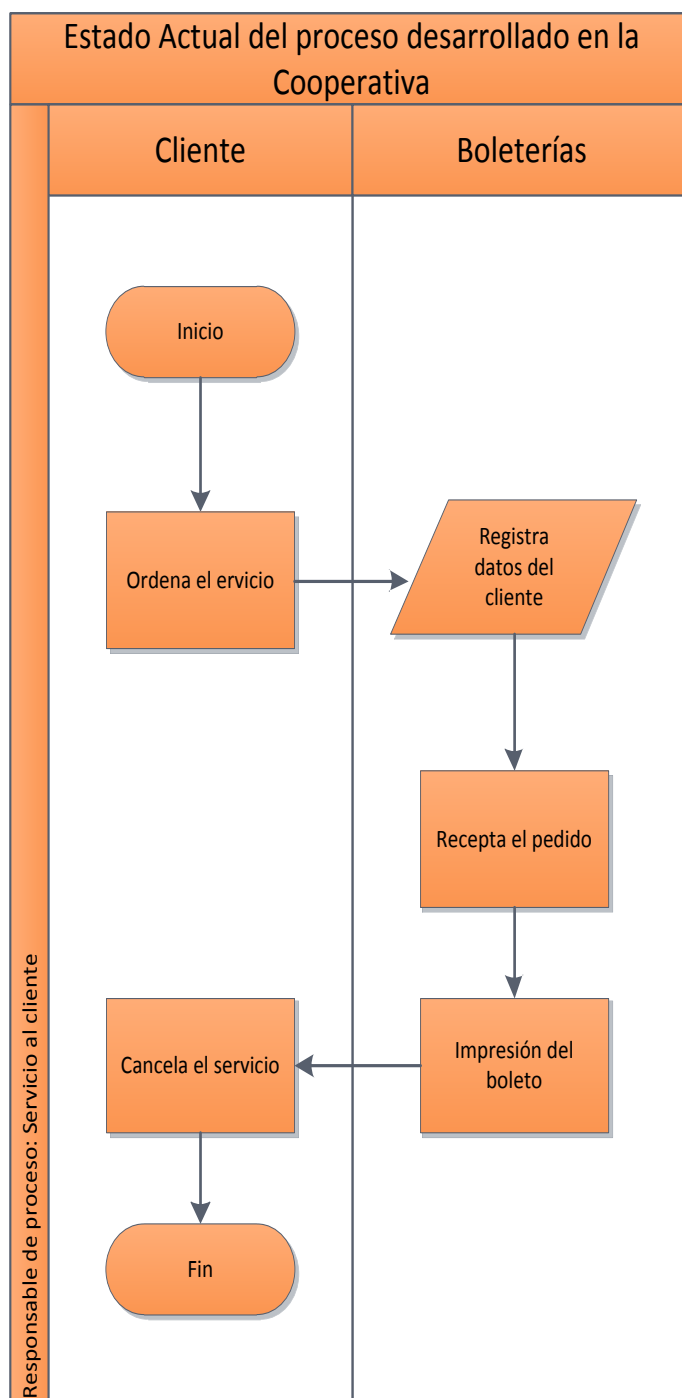 Estado Actual del proceso desarrollado en la
Cooperativa
Cliente
Boleterías
Inicio
Ordena el ervicio
Registra
datos del
cliente
Recepta el pedido
Impresión del
boleto
Cancela el servicio
Fin
Responsable de proceso: Servicio al cliente